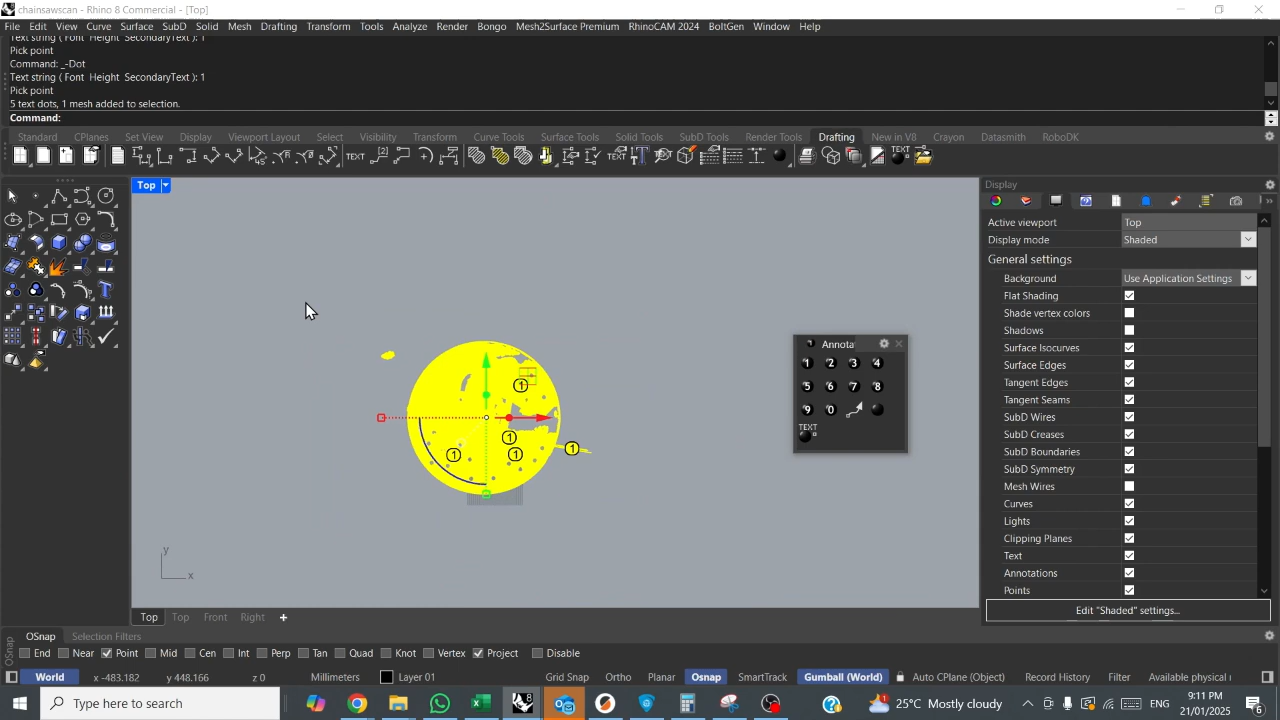 chainsawscan - Rhino 8 Commercial - [Top]
File Edit View Curve Surface SubD Solid Mesh Drafting Transform Tools Analyze Render Bongo Mesh2Surface Premium RhinoCAM 2024 BoltGen Window Help
Text string ( Font Height SecondaryText ): 1
Pick point
Command: _-Dot
Text string ( Font Height SecondaryText ): 1
Pick point
5 text dots, 1 mesh added to selection.
Command:
Standard CPlanes Set View Display Viewport Layout Select Visibility Transform Curve Tools Surface Tools Solid Tools SubD Tools Mesh Tools Render Tools Drafting New in V8 Crayon Datasmith RoboDK
TEXT TEXT TEXT
Top
Display
Active viewport Top
Display mode Shaded
General settings
Background Use Application Settings
Flat Shading
Shade vertex colors
Shadows
Surface Isocurves
Surface Edges
Tangent Edges
Tangent Seams
SubD Wires
SubD Creases
SubD Boundaries
SubD Symmetry
Mesh Wires
Curves
Lights
Clipping Planes
Text
Annotations
Points
Edit "Shaded" settings...
Annota
1 2 3 4
5 6 7 8
9 0
TEXT
1
1
1
1
1
y
x
Top Top Front Right
OSnap Selection Filters
OSnap
End Near Point Mid Cen Int Perp Tan Quad Knot Vertex Project Disable
World x -483.182 y 448.166 z 0 Millimeters Layer 01 Grid Snap Ortho Planar Osnap SmartTrack Gumball (World) Auto CPlane (Object) Record History Filter Available physical
Type here to search
25°C Mostly cloudy
ENG
9:11 PM
21/01/2025
6